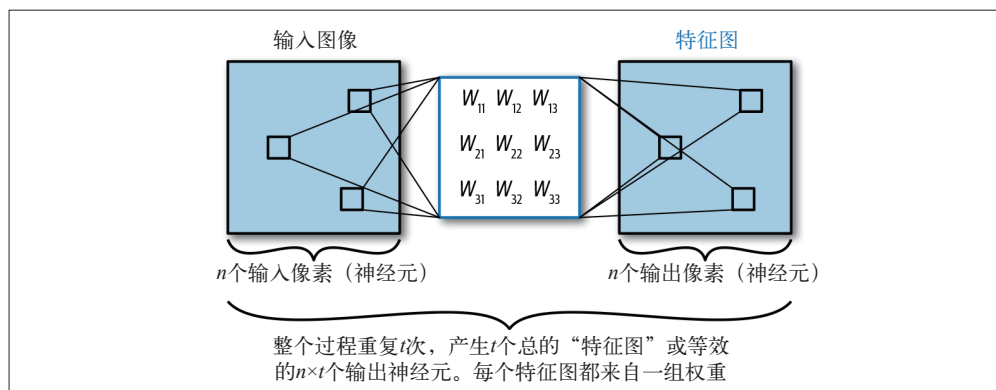 输入图像
特征图
W11 W12 W13
W21 W22 W23
W31 W32 W33
n个输入像素（神经元）
n个输出像素（神经元）
整个过程重复t次，产生t个总的“特征图”或等效
的n×t个输出神经元。每个特征图都来自一组权重